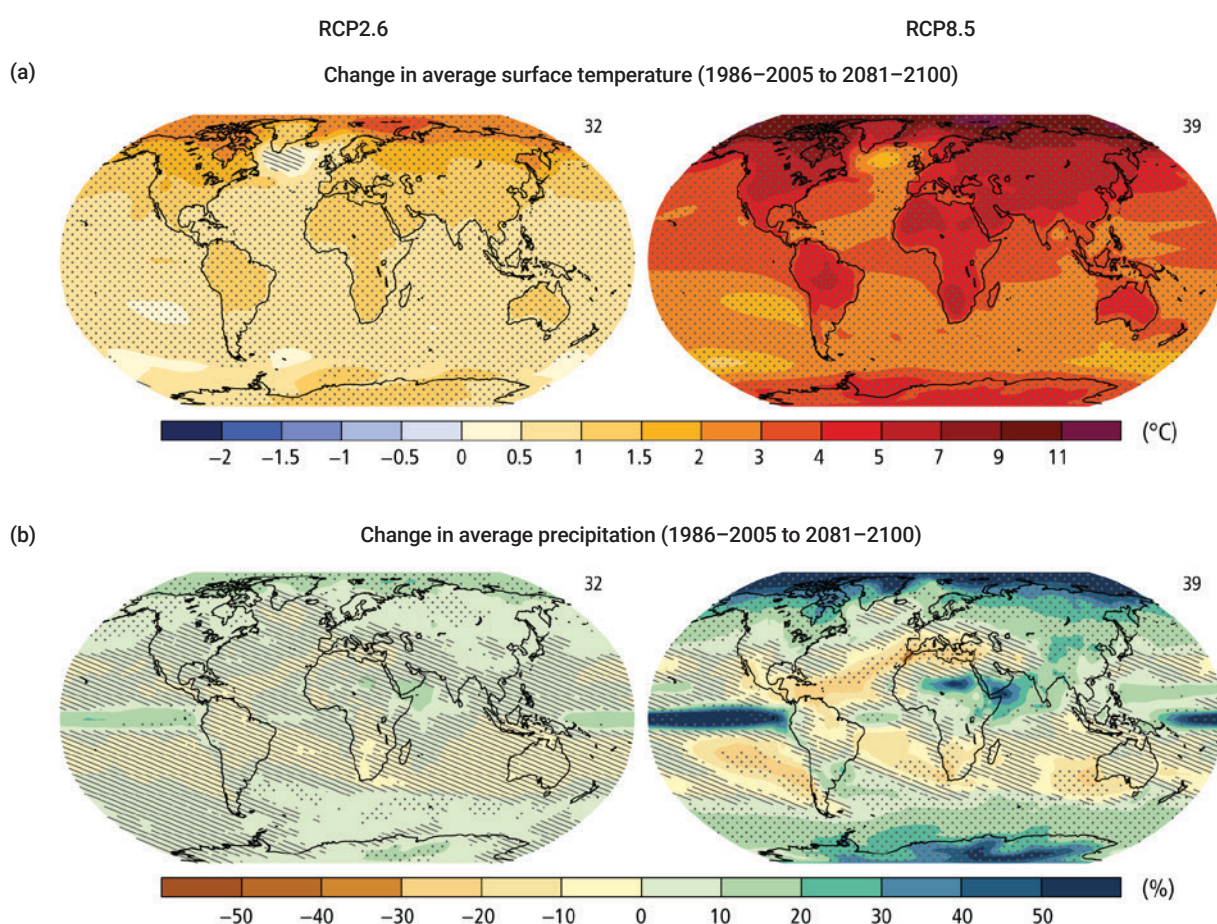 RCP2.6 RCP8.5
(a) Change in average surface temperature (1986–2005 to 2081–2100)
32 39
(°C)
−2 −1.5 −1 −0.5 0 0.5 1 1.5 2 3 4 5 7 9 11
(b) Change in average precipitation (1986–2005 to 2081–2100)
32 39
(%)
−50 −40 −30 −20 −10 0 10 20 30 40 50